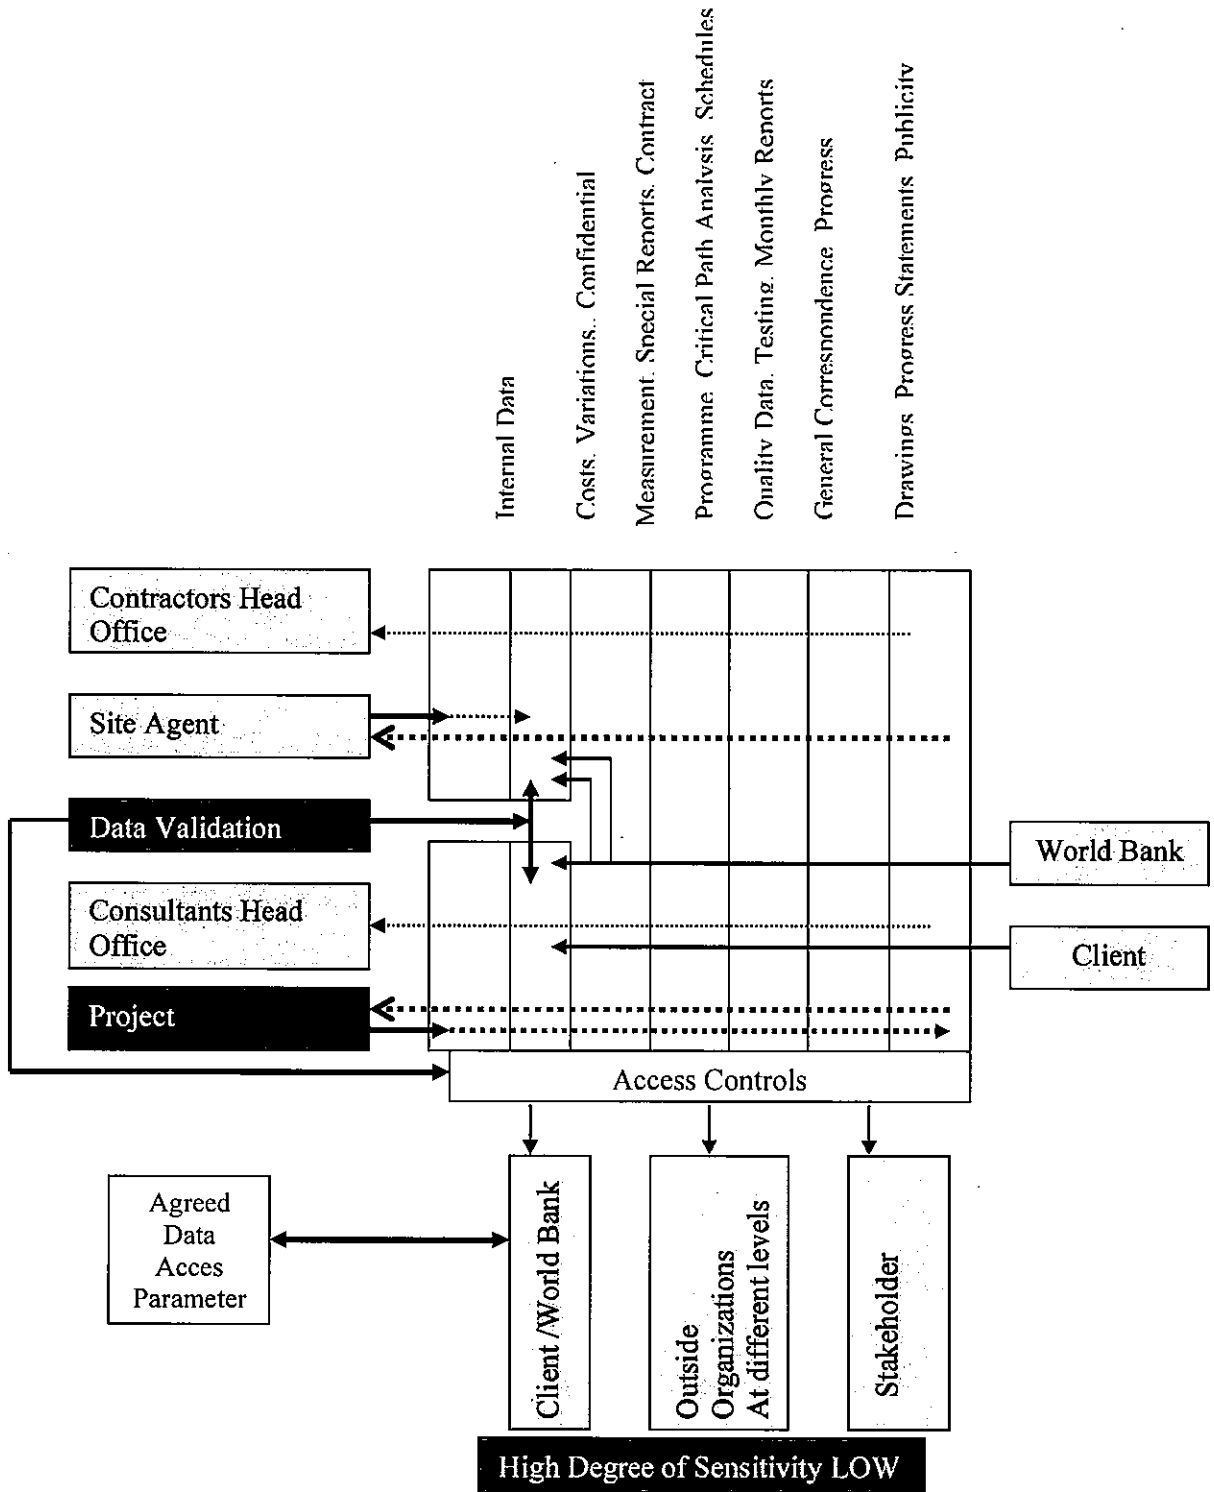 Internal Data
Costs. Variations.. Confidential
Measurement. Special Reports. Contract
Programme Critical Path Analysis Schedules
Quality Data. Testing. Monthly Reports
General Correspondence Progress
Drawings Progress Statements Publicity
Contractors Head
Office
Site Agent
Data Validation
World Bank
Consultants Head
Office
Client
Project
Access Controls
Agreed
Data
Acces
Parameter
Client /World Bank
Outside
Organizations
At different levels
Stakeholder
High Degree of Sensitivity LOW